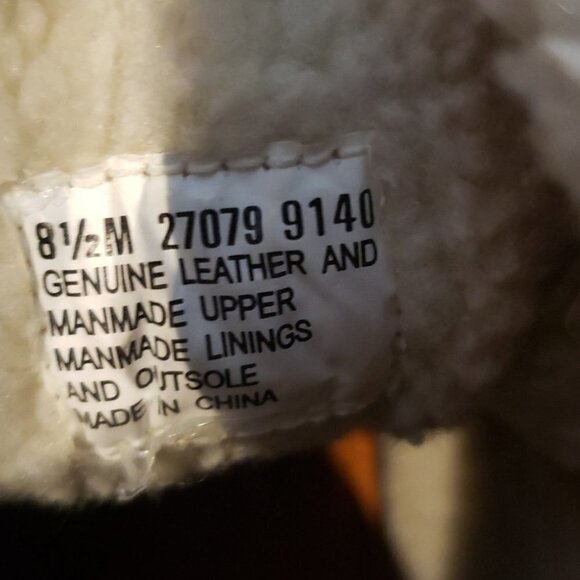 8½M 27079 9140
GENUINE LEATHER AND
MANMADE UPPER
MANMADE LININGS
AND OUTSOLE
MADE IN CHINA